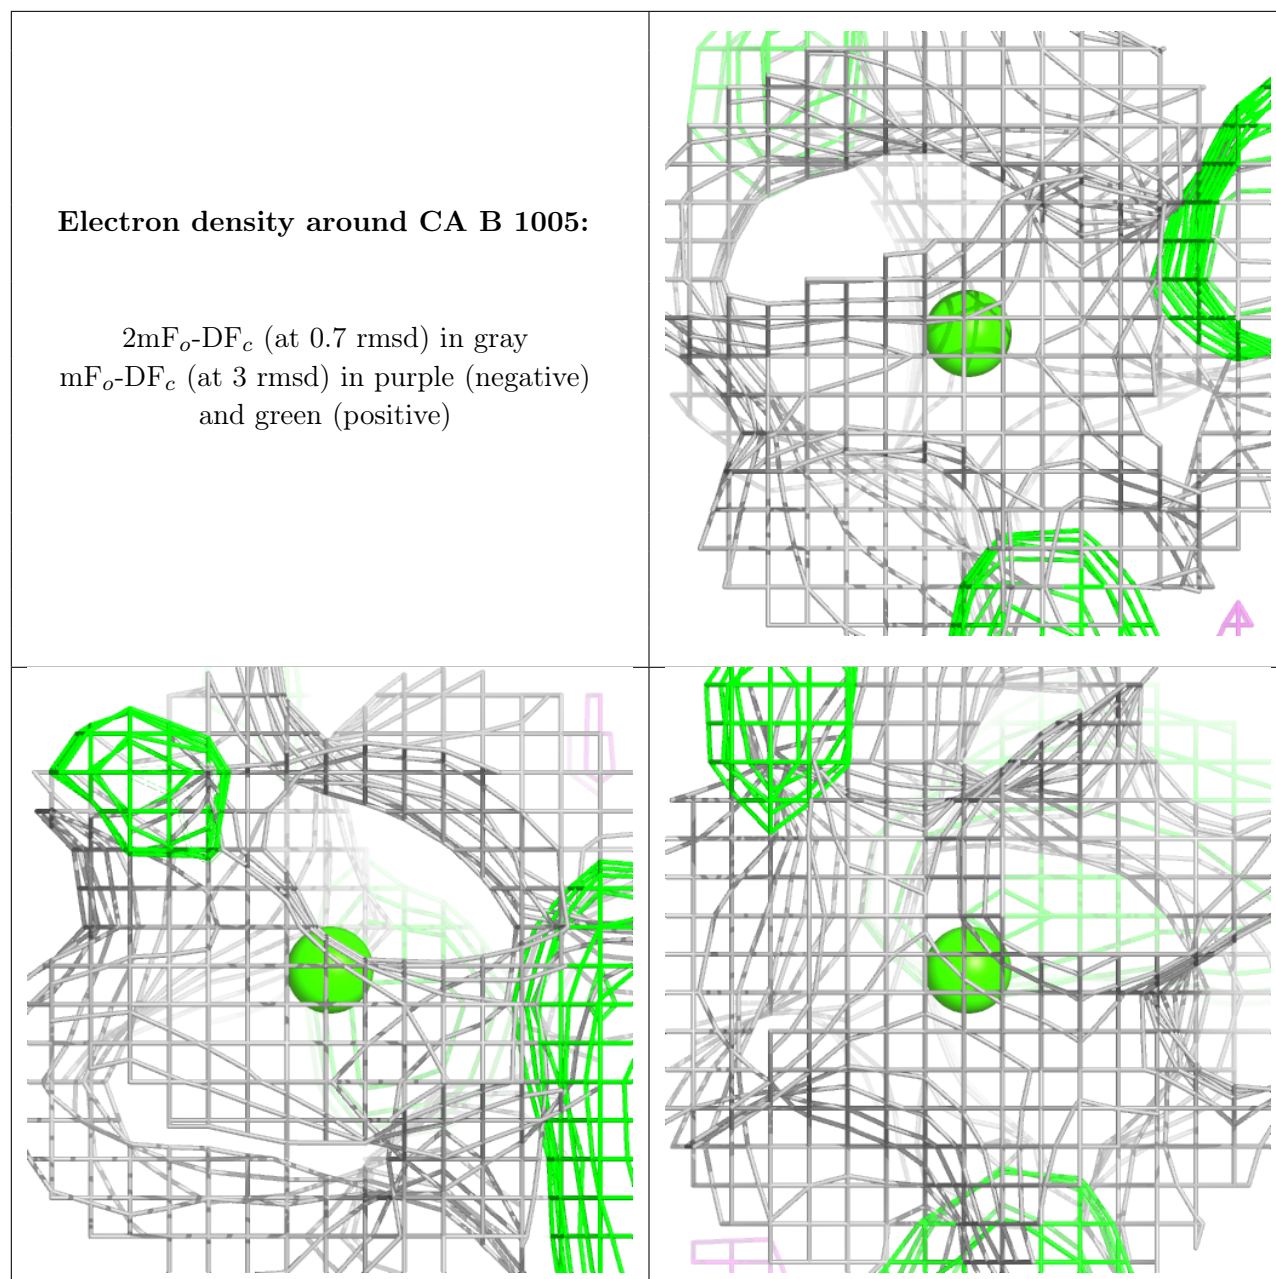 Electron density around CA B 1005:
2mFₒ-DF𝒸 (at 0.7 rmsd) in gray
mFₒ-DF𝒸 (at 3 rmsd) in purple (negative)
and green (positive)